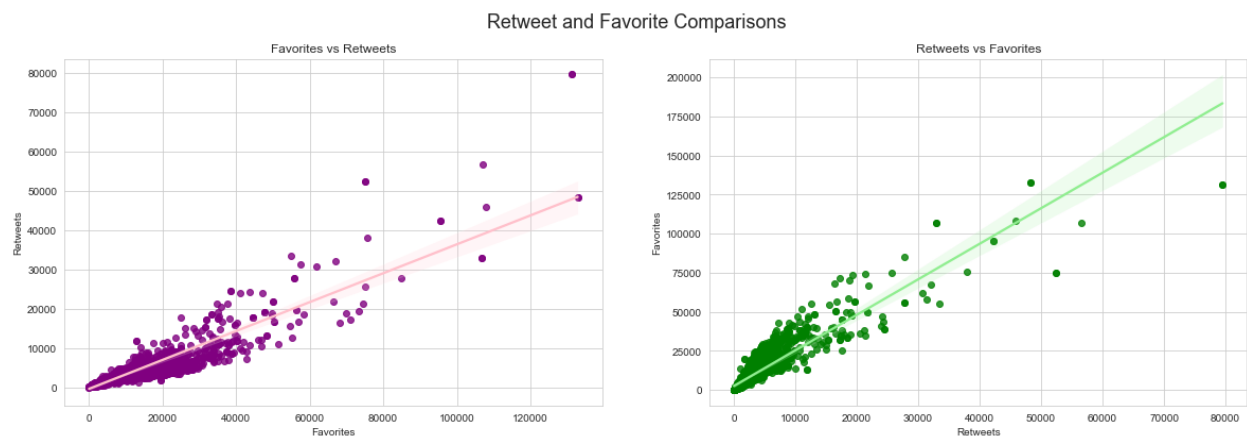 Retweet and Favorite Comparisons
Favorites vs Retweets
80000
70000
60000
50000
40000
30000
20000
10000
0
Retweets
0 20000 40000 60000 80000 100000 120000
Favorites
Retweets vs Favorites
200000
175000
150000
125000
100000
75000
50000
25000
0
Favorites
0 10000 20000 30000 40000 50000 60000 70000 80000
Retweets